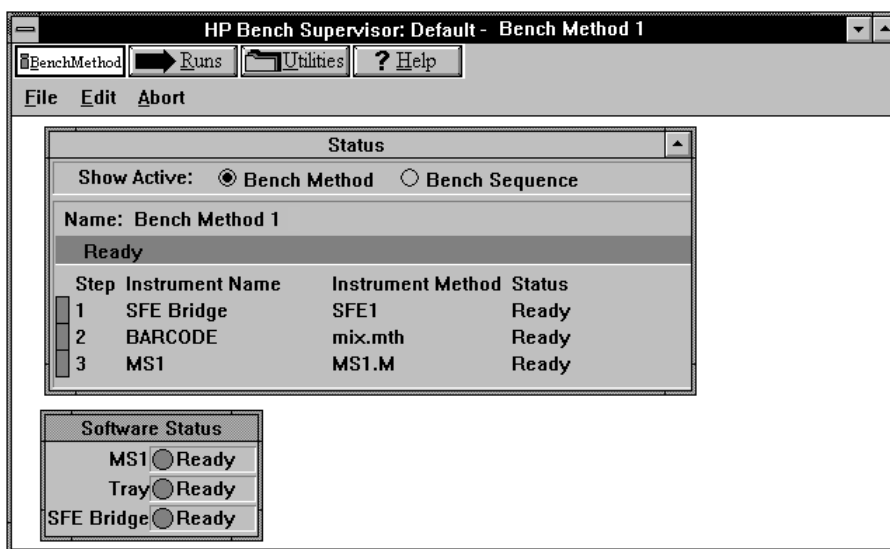 HP Bench Supervisor: Default - Bench Method 1
BenchMethod Runs Utilities ? Help
File Edit Abort
Status
Show Active: Bench Method Bench Sequence
Name: Bench Method 1
Ready
Step Instrument Name Instrument Method Status
1 SFE Bridge SFE1 Ready
2 BARCODE mix.mth Ready
3 MS1 MS1.M Ready
Software Status
MS1 Ready
Tray Ready
SFE Bridge Ready